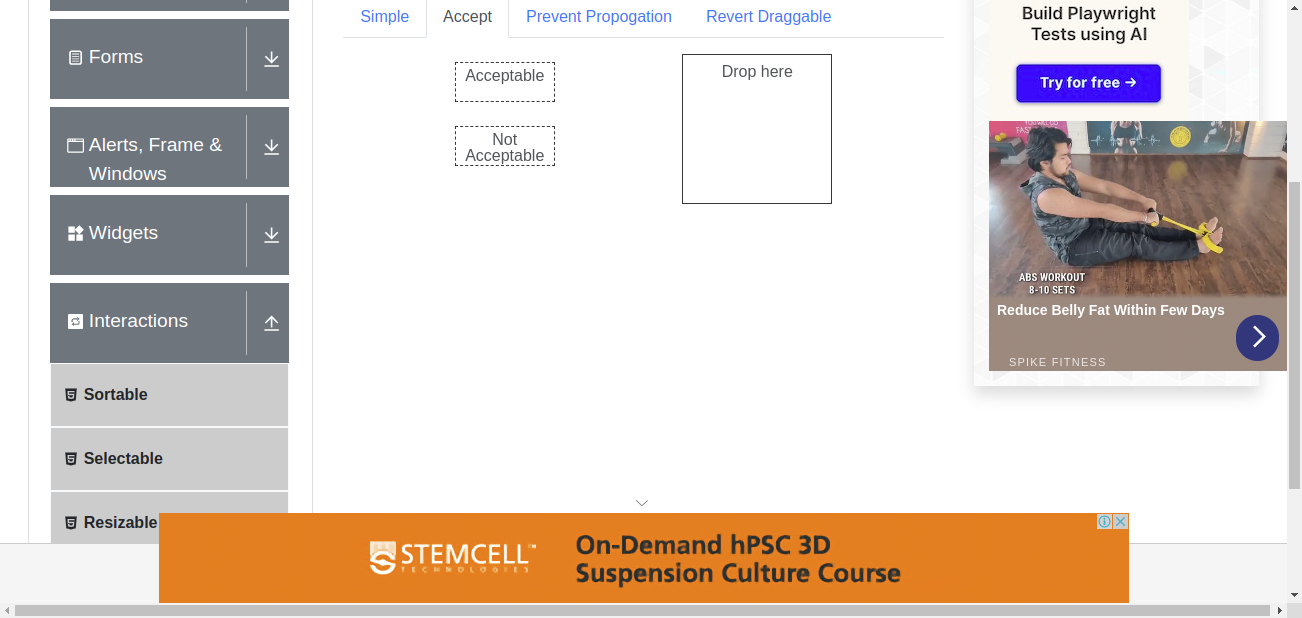 Simple
Accept
Prevent Propogation
Revert Draggable
Forms
Alerts, Frame &
Windows
Widgets
Interactions
Sortable
Selectable
Resizable
Acceptable
Not
Acceptable
Drop here
Build Playwright
Tests using AI
Try for free →
ABS WORKOUT
8-10 SETS
Reduce Belly Fat Within Few Days
SPIKE FITNESS
STEMCELL™
TECHNOLOGIES
On-Demand hPSC 3D
Suspension Culture Course